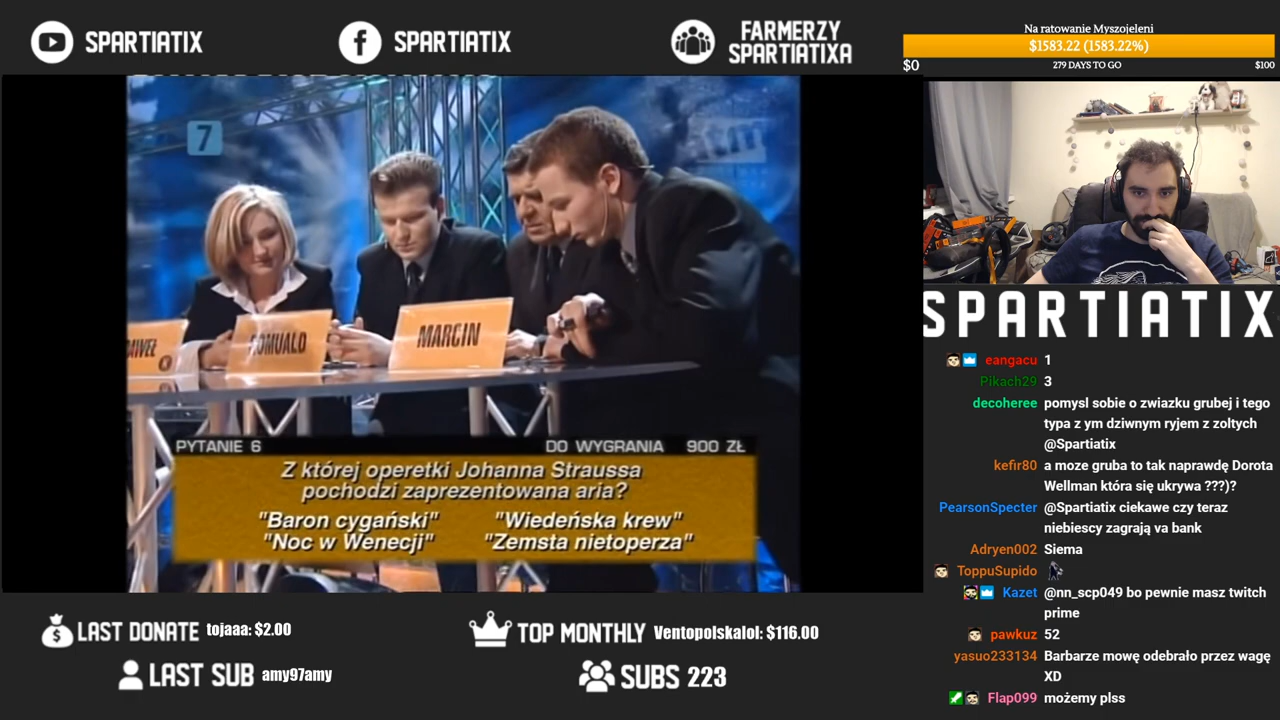 SPARTIATIX
SPARTIATIX
FARMERZY
SPARTIATIXA
Na ratowanie Myszojeleni
$1583.22 (1583.22%)
$0 279 DAYS TO GO $100
7
ROMUALD
MARCIN
PYTANIE 6 DO WYGRANIA 900 ZŁ
Z której operetki Johanna Straussa
pochodzi zaprezentowana aria?
"Baron cygański" "Wiedeńska krew"
"Noc w Wenecji" "Zemsta nietoperza"
SPARTIATIX
eangacu 1
Pikach29 3
decoheree pomysl sobie o zwiazku grubej i tego
typa z ym dziwnym ryjem z zoltych
@Spartiatix
kefir80 a moze gruba to tak naprawdę Dorota
Wellman która się ukrywa ???)?
PearsonSpecter @Spartiatix ciekawe czy teraz
niebiescy zagrają va bank
Adryen002 Siema
ToppuSupido
Kazet @nn_scp049 bo pewnie masz twitch
prime
pawkuz 52
yasuo233134 Barbarze mowę odebrało przez wagę
XD
Flap099 możemy plss
LAST DONATE tojaaa: $2.00
TOP MONTHLY Ventopolskalol: $116.00
LAST SUB amy97amy
SUBS 223